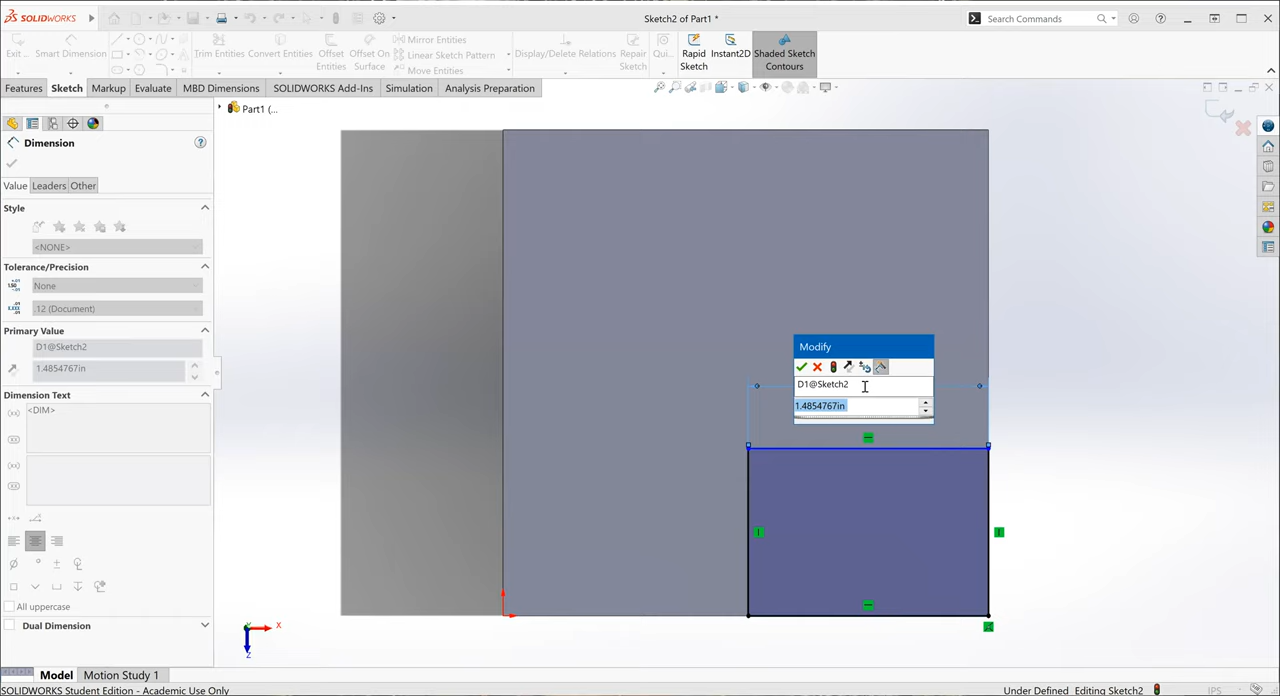 SOLIDWORKS
Sketch2 of Part1 *
Search Commands
Exit ...
Smart Dimension
Trim Entities
Convert Entities
Offset Entities
Offset On Surface
Mirror Entities
Linear Sketch Pattern
Move Entities
Display/Delete Relations
Repair Sketch
Qui...
Rapid Sketch
Instant2D
Shaded Sketch Contours
Features
Sketch
Markup
Evaluate
MBD Dimensions
SOLIDWORKS Add-Ins
Simulation
Analysis Preparation
Part1 (...
Dimension
Value
Leaders
Other
Style
<NONE>
Tolerance/Precision
None
.12 (Document)
Primary Value
D1@Sketch2
1.4854767in
Dimension Text
<DIM>
All uppercase
Dual Dimension
Modify
D1@Sketch2
1.4854767in
X
Y
Z
Model
Motion Study 1
SOLIDWORKS Student Edition - Academic Use Only
Under Defined
Editing Sketch2
IPS